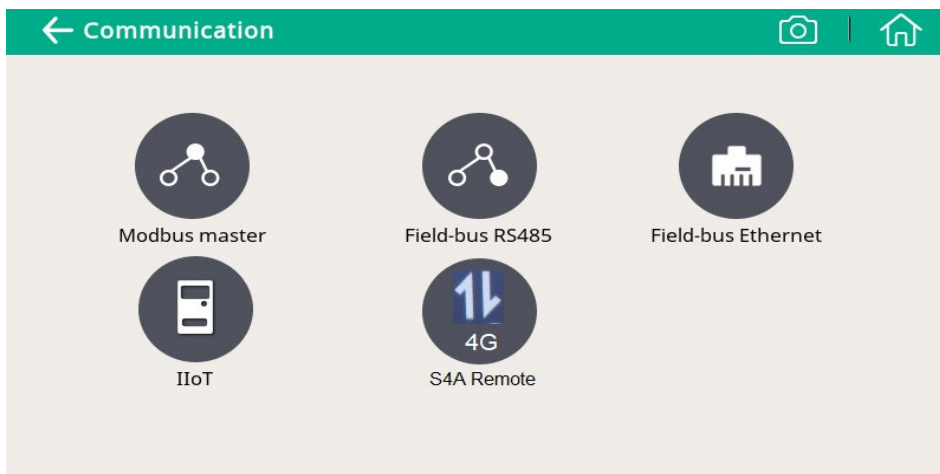 Communication
Modbus master
Field-bus RS485
Field-bus Ethernet
IIoT
4G
S4A Remote